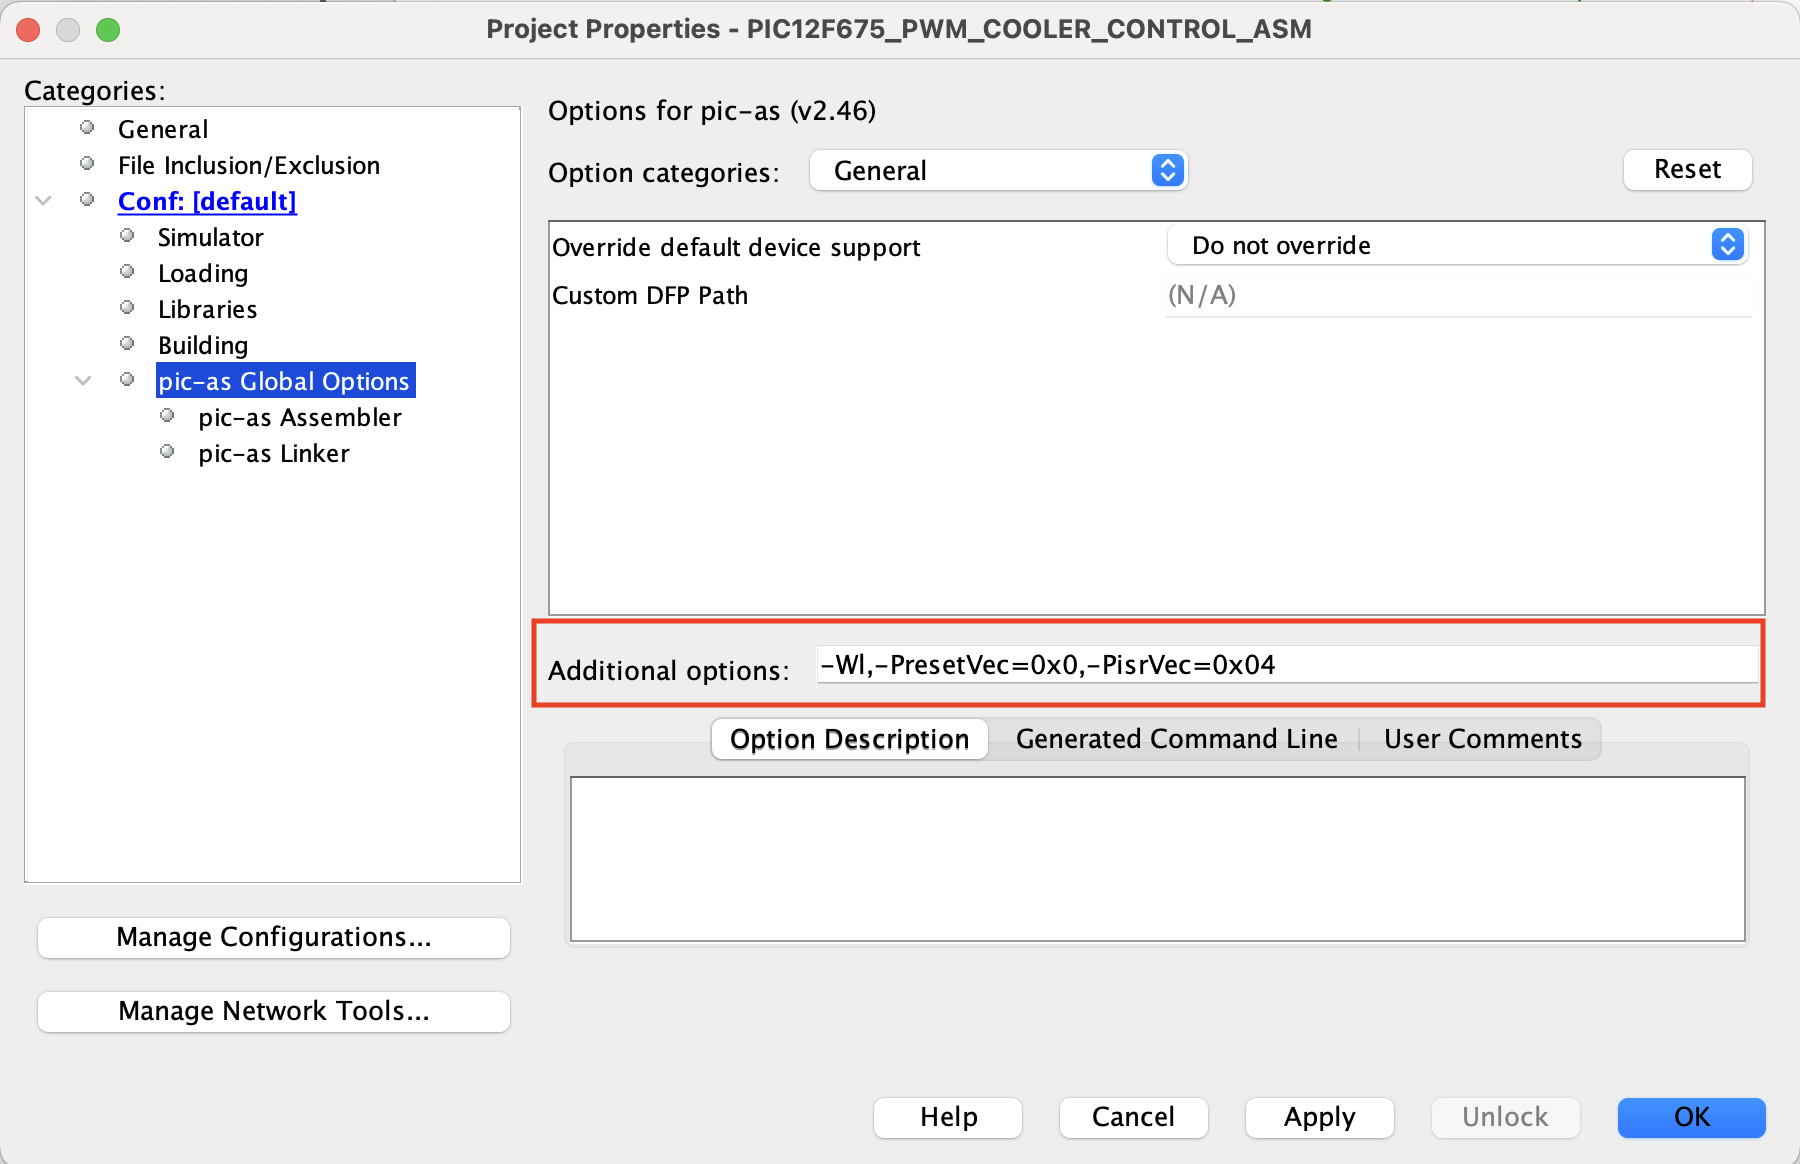 Project Properties - PIC12F675_PWM_COOLER_CONTROL_ASM
Categories:
General
File Inclusion/Exclusion
Conf: [default]
Simulator
Loading
Libraries
Building
pic-as Global Options
pic-as Assembler
pic-as Linker
Manage Configurations...
Manage Network Tools...
Options for pic-as (v2.46)
Option categories: General
Reset
Override default device support Do not override
Custom DFP Path (N/A)
Additional options: -Wl,-PresetVec=0x0,-PisrVec=0x04
Option Description Generated Command Line User Comments
Help Cancel Apply Unlock OK